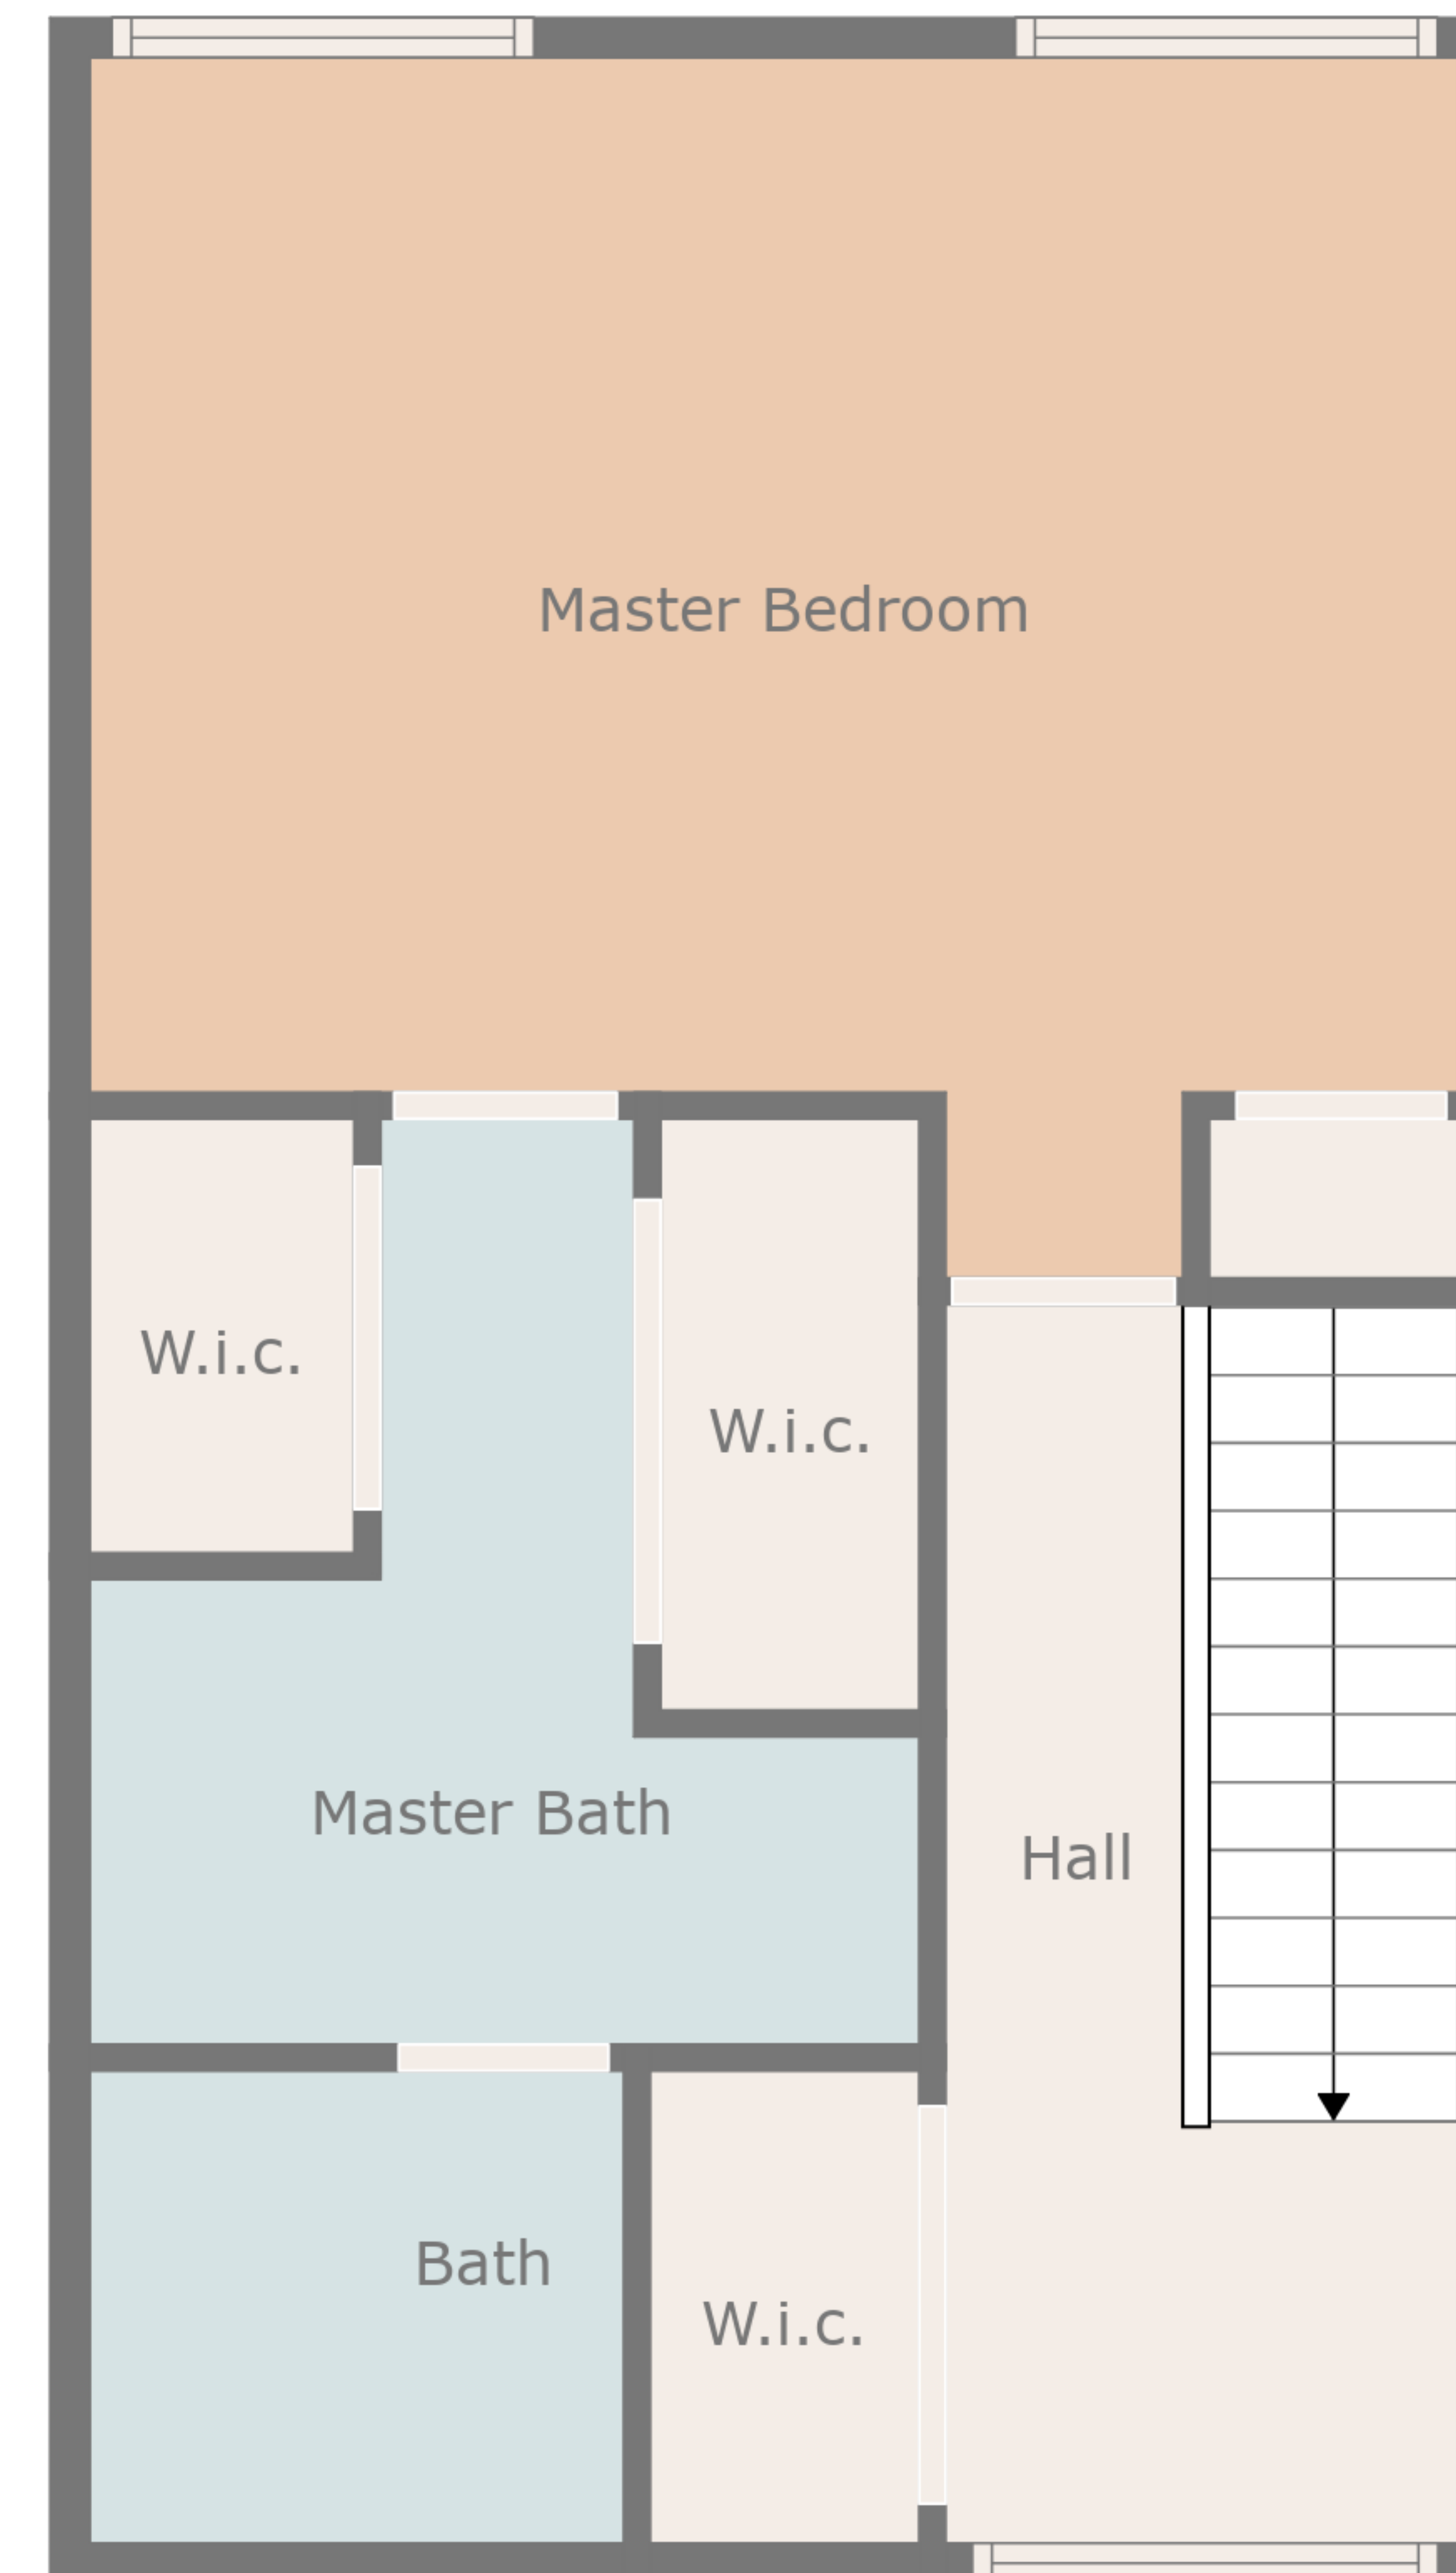 Master Bedroom
W.i.c.
W.i.c.
Master Bath
Hall
Bath
W.i.c.